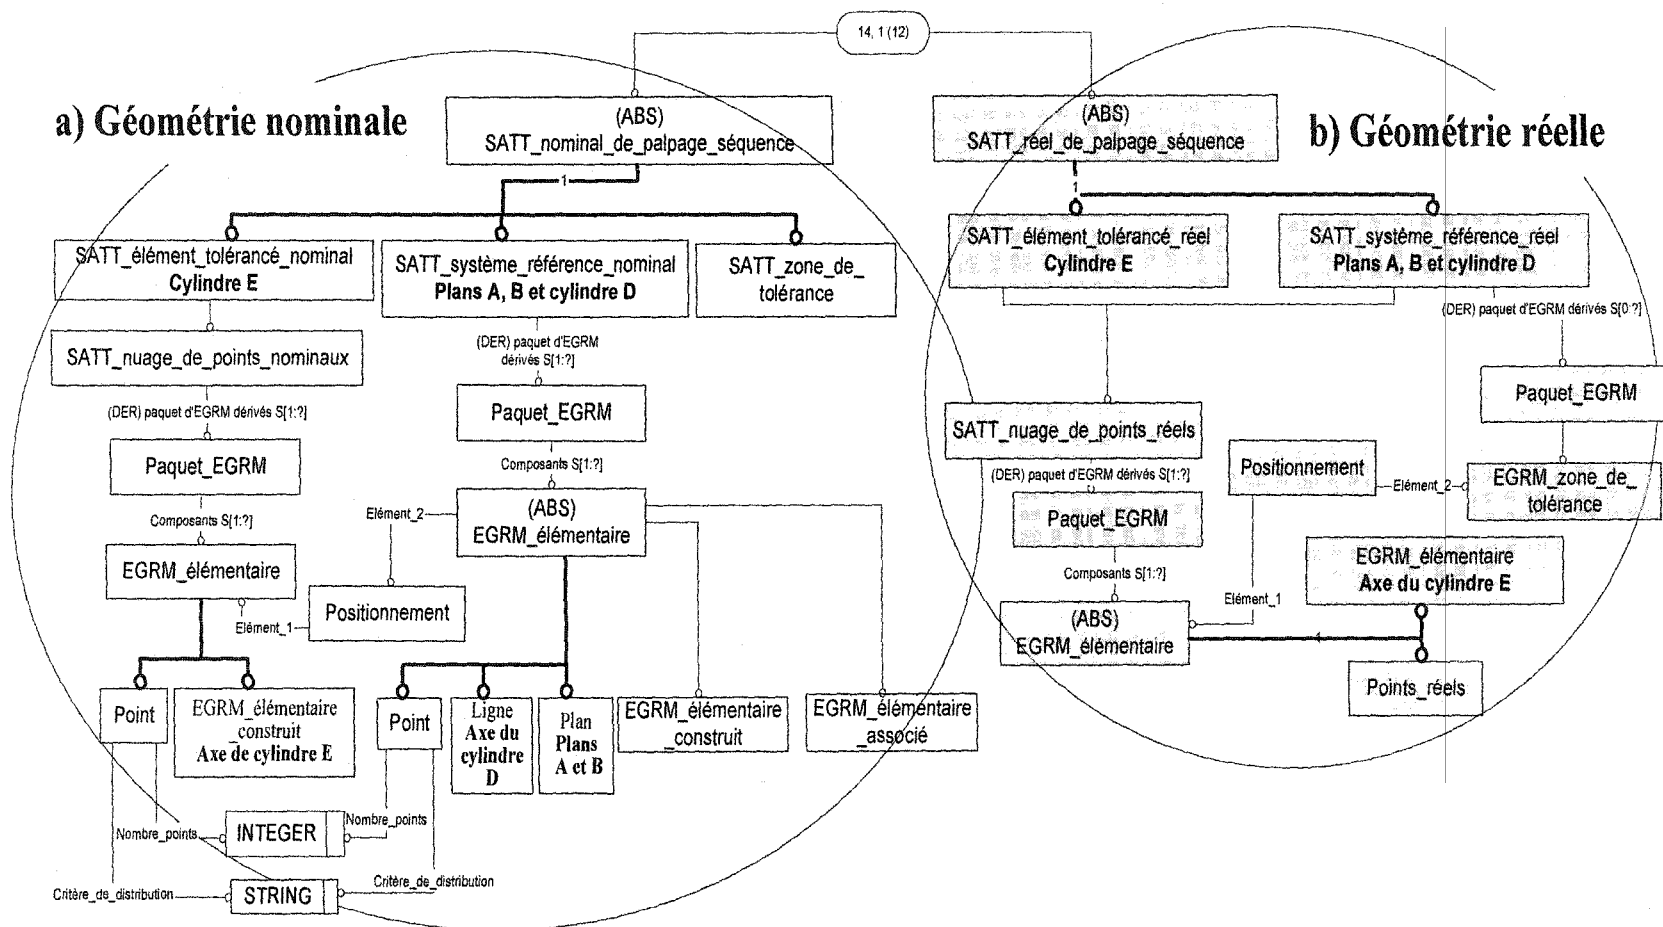 14, 1 (12)
a) Géométrie nominale
(ABS)
SATT_nominal_de_palpage_séquence
1
SATT_élément_tolérancé_nominal
Cylindre E
SATT_système_référence_nominal
Plans A, B et cylindre D
SATT_zone_de_
tolérance
SATT_nuage_de_points_nominaux
(DER) paquet d'EGRM dérivés S[1:?]
Paquet_EGRM
Composants S[1:?]
EGRM_élémentaire
(DER) paquet d'EGRM
dérivés S[1:?]
Paquet_EGRM
Composants S[1:?]
(ABS)
EGRM_élémentaire
Elément_2
Positionnement
Elément_1
Point
EGRM_élémentaire
_construit
Axe de cylindre E
Point
Ligne
Axe du
cylindre
D
Plan
Plans
A et B
EGRM_élémentaire
_construit
EGRM_élémentaire
_associé
Nombre_points
INTEGER
Nombre_points
Critère_de_distribution
STRING
Critère_de_distribution
b) Géométrie réelle
(ABS)
SATT_réel_de_palpage_séquence
1
SATT_élément_tolérancé_réel
Cylindre E
SATT_système_référence_réel
Plans A, B et cylindre D
(DER) paquet d'EGRM dérivés S[0:?]
Paquet_EGRM
SATT_nuage_de_points_réels
(DER) paquet d'EGRM dérivés S[1:?]
Paquet_EGRM
Composants S[1:?]
(ABS)
EGRM_élémentaire
Positionnement
Elément_2
EGRM_zone_de_
tolérance
Elément_1
EGRM_élémentaire
Axe du cylindre E
1
Points_réels